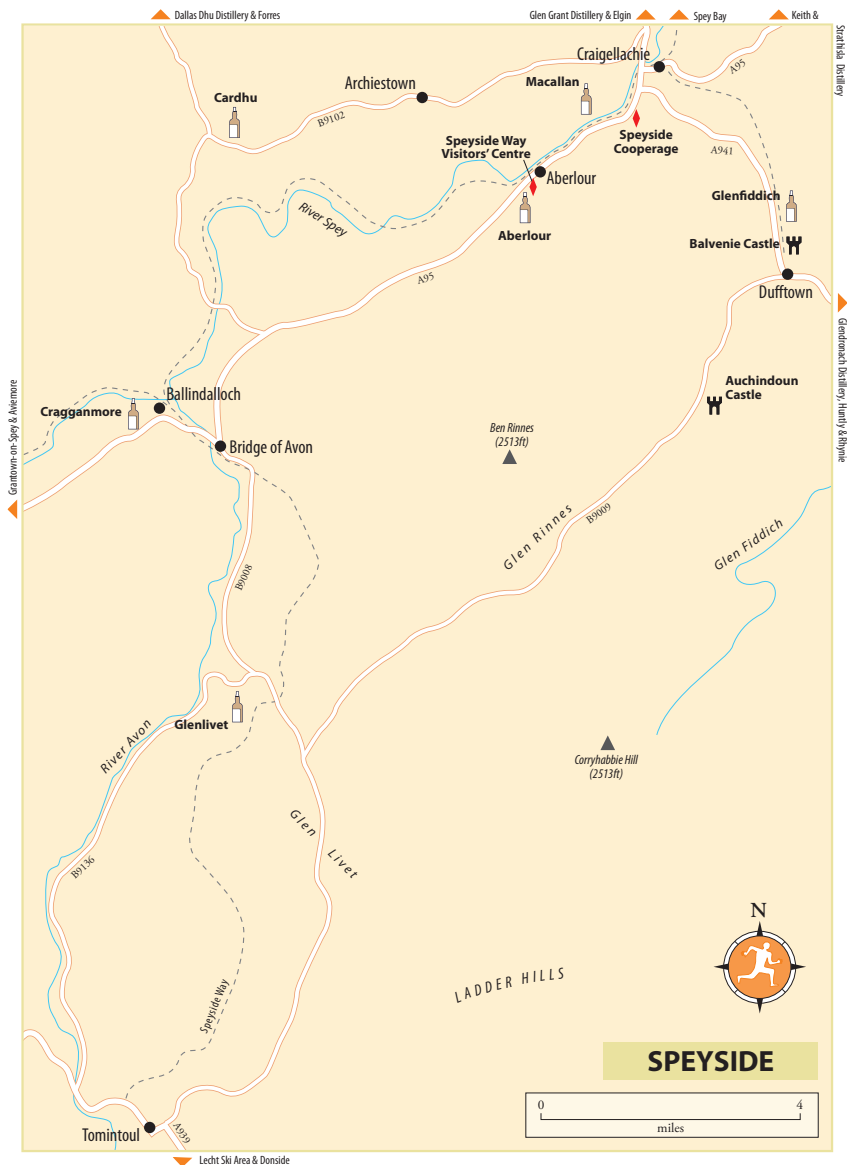 Dallas Dhu Distillery & Forres
Glen Grant Distillery & Elgin
Spey Bay
Keith &
Strathisla Distillery
Craigellachie
A95
Archiestown
Macallan
Cardhu
B9102
Speyside
Cooperage
Speyside Way
Visitors' Centre
A941
Aberlour
Glenfiddich
River Spey
Aberlour
Balvenie Castle
A95
Dufftown
Glendronach Distillery, Huntly & Rhynie
Grantown-on-Spey & Aviemore
Ballindalloch
Cragganmore
Auchindoun
Castle
Bridge of Avon
Ben Rinnes
(2513ft)
Glen Rinnes
B9009
Glen Fiddich
B9008
Glenlivet
River Avon
Corryhabbie Hill
(2513ft)
Glen Livet
B9136
N
LADDER HILLS
Speyside Way
SPEYSIDE
0 4
miles
Tomintoul
A939
Lecht Ski Area & Donside